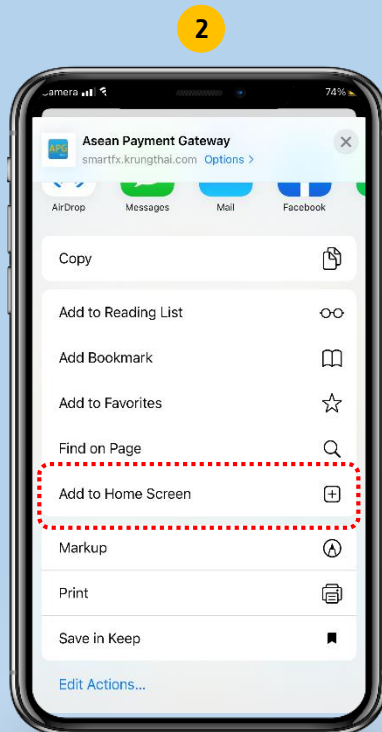 2
Camera
74%
APG
Asean Payment Gateway
smartfx.krungthai.com Options >
AirDrop Messages Mail Facebook
Copy
Add to Reading List
Add Bookmark
Add to Favorites
Find on Page
Add to Home Screen
Markup
Print
Save in Keep
Edit Actions...